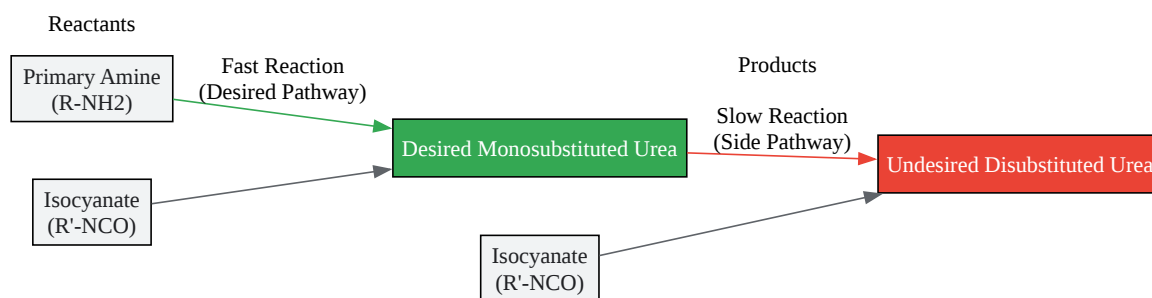 Reactants
Primary Amine
(R-NH2)
Fast Reaction
(Desired Pathway)
Isocyanate
(R'-NCO)
Desired Monosubstituted Urea
Products
Slow Reaction
(Side Pathway)
Undesired Disubstituted Urea
Isocyanate
(R'-NCO)